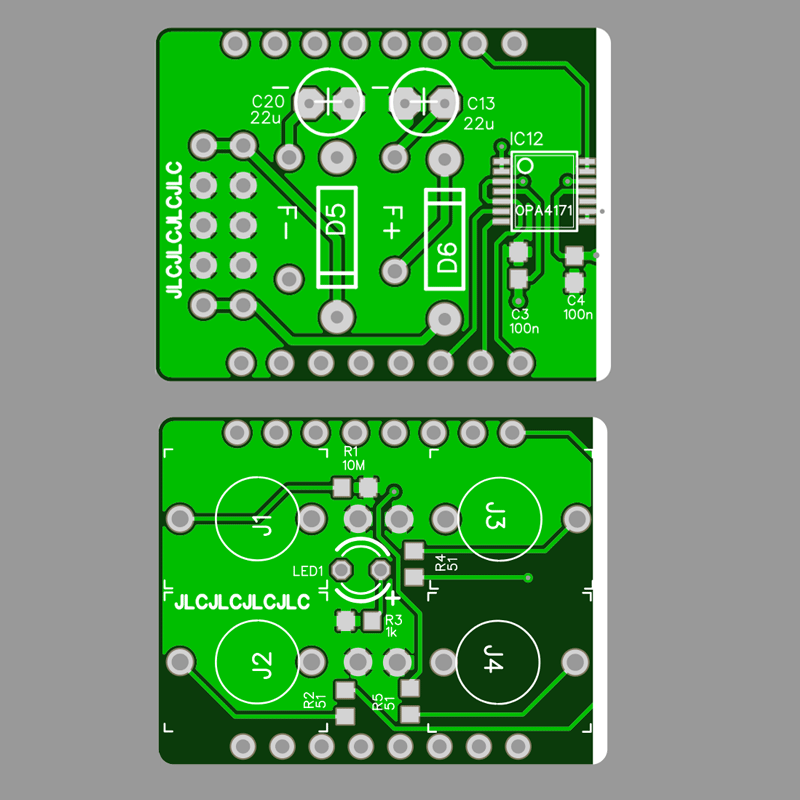 C20
22u
C13
22u
IC12
JLCJLCJLCJLC
F-
D5
F+
D6
OPA4171
C3
100n
C4
100n
R1
10M
J1
J3
LED1
R4
51
JLCJLCJLCJLC
+
R3
1k
J2
J4
R2
51
R5
51